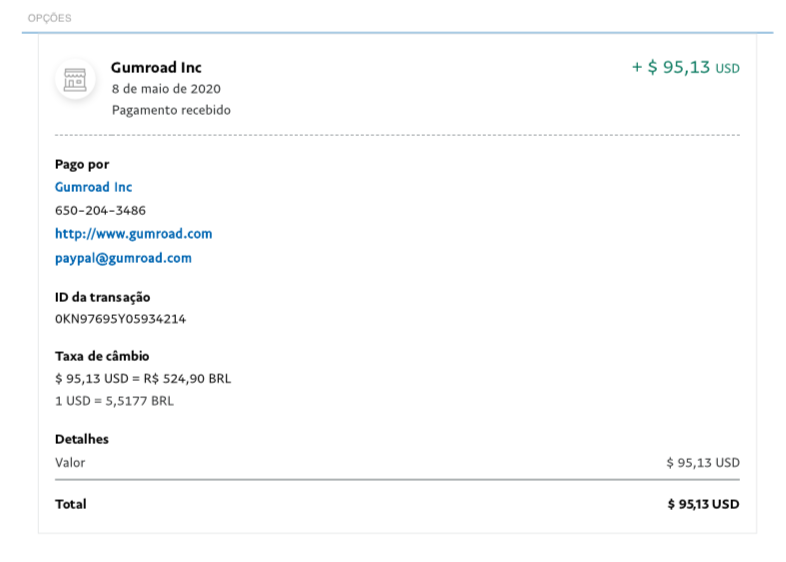 OPÇÕES
Gumroad Inc
+ $ 95,13 USD
8 de maio de 2020
Pagamento recebido
Pago por
Gumroad Inc
650-204-3486
http://www.gumroad.com
paypal@gumroad.com
ID da transação
0KN97695Y05934214
Taxa de câmbio
$ 95,13 USD = R$ 524,90 BRL
1 USD = 5,5177 BRL
Detalhes
Valor $ 95,13 USD
Total $ 95,13 USD